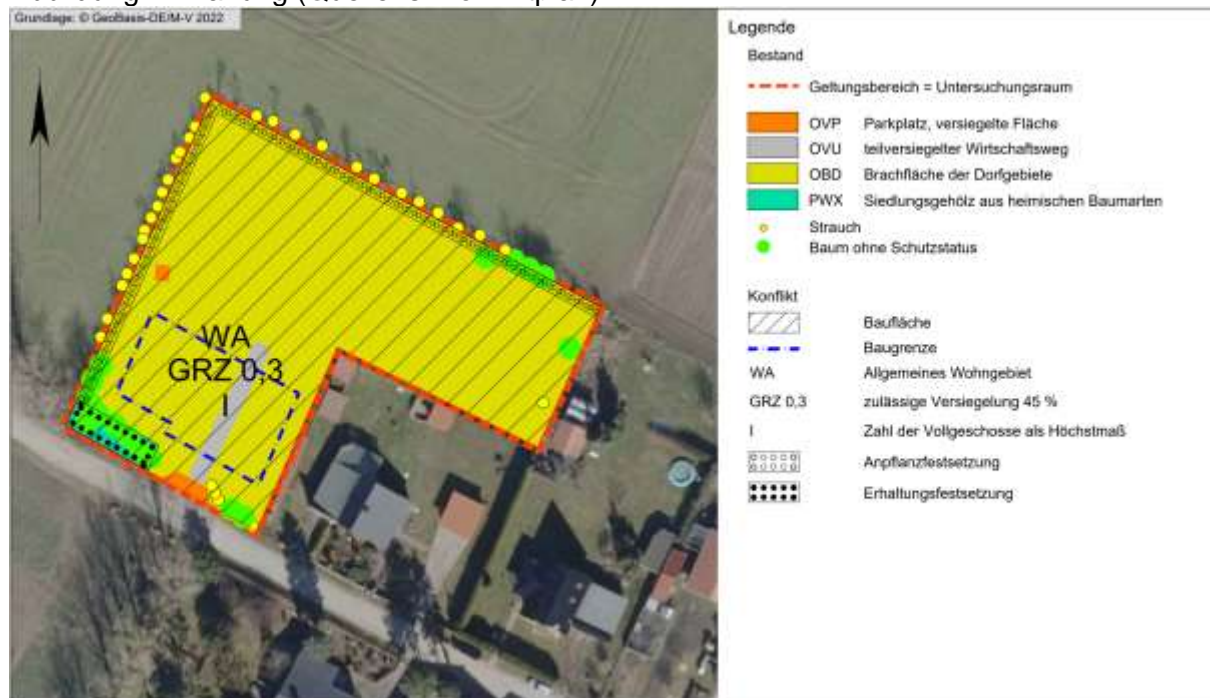 Grundlage: © GeoBasis-DE/M-V 2022
WA
GRZ 0,3
I
Legende
Bestand
Geltungsbereich = Untersuchungsraum
OVP Parkplatz, versiegelte Fläche
OVU teilversiegelter Wirtschaftsweg
OBD Brachfläche der Dorfgebiete
PWX Siedlungsgehölz aus heimischen Baumarten
Strauch
Baum ohne Schutzstatus
Konflikt
Baufläche
Baugrenze
WA Allgemeines Wohngebiet
GRZ 0,3 zulässige Versiegelung 45 %
I Zahl der Vollgeschosse als Höchstmaß
Anpflanzfestsetzung
Erhaltungsfestsetzung